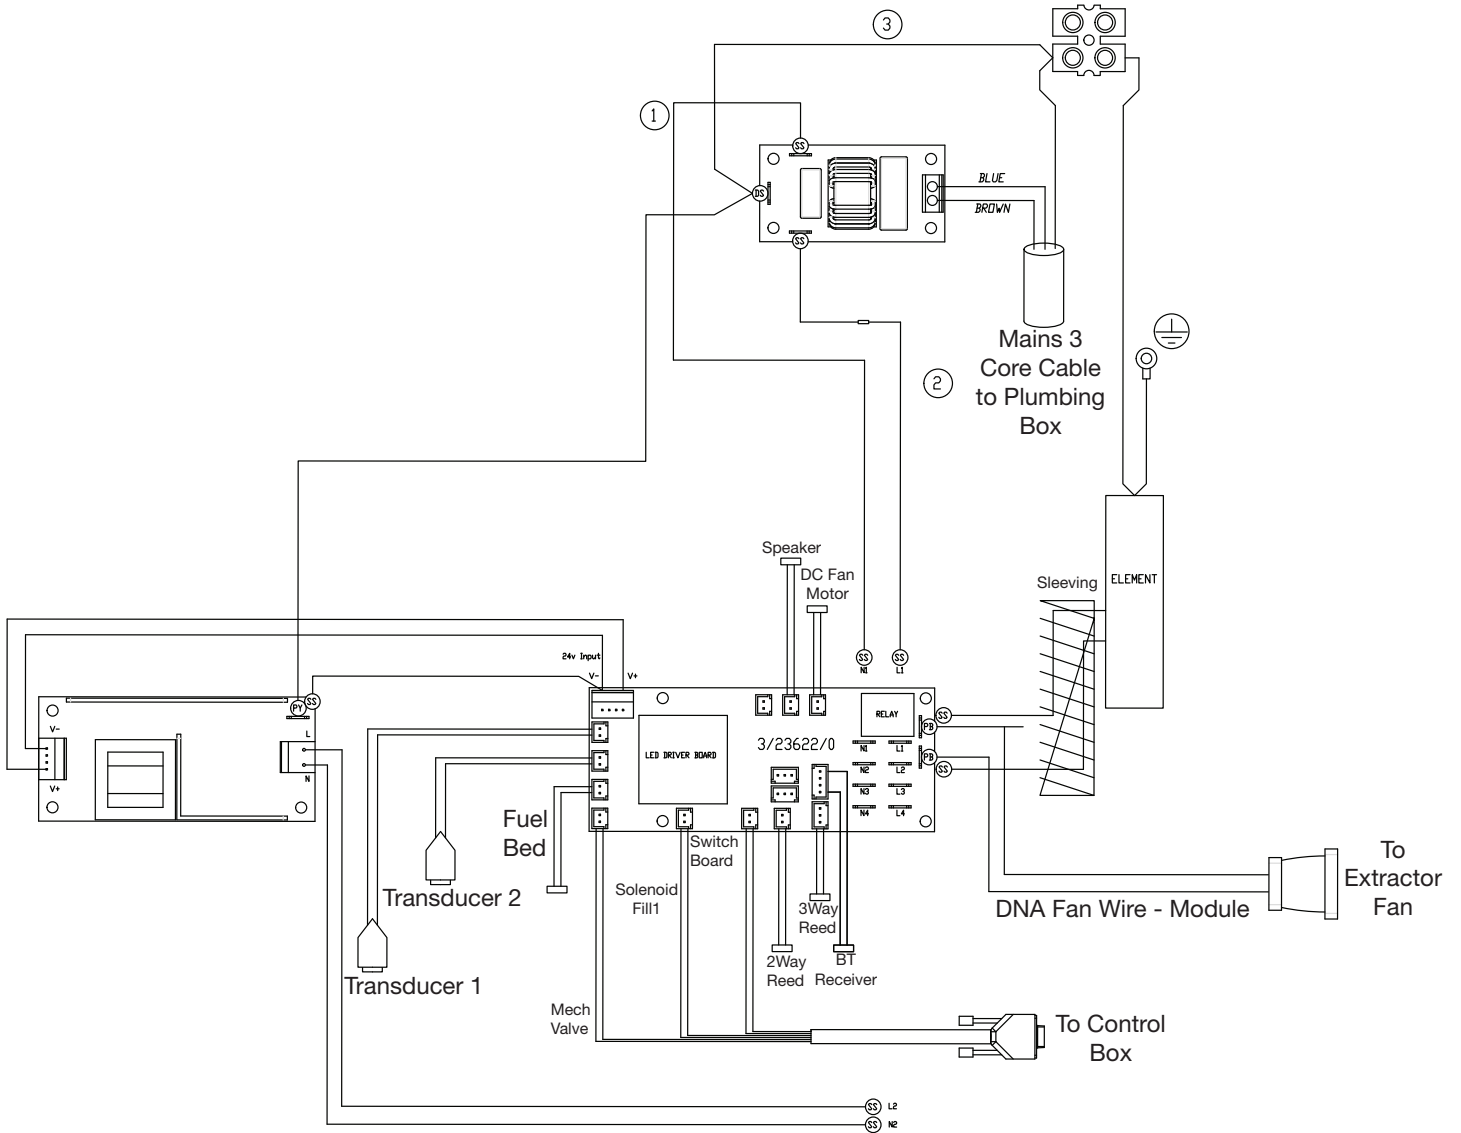 3
1
SS
BLUE
DS
BROWN
SS
Mains 3
Core Cable
to Plumbing
Box
2
Speaker
DC Fan
Motor
Sleeving
ELEMENT
24v Input
SS
SS
N1
L1
V-
V+
SS
PY
L
N
V-
V+
LED DRIVER BOARD
3/23622/0
RELAY
SS
PB
PB
SS
N1
L1
N2
L2
N3
L3
N4
L4
Fuel
Bed
Switch
Board
Transducer 2
Solenoid
Fill1
3Way
Reed
DNA Fan Wire - Module
To
Extractor
Fan
2Way
Reed
BT
Receiver
Transducer 1
Mech
Valve
To Control
Box
SS
L2
SS
N2